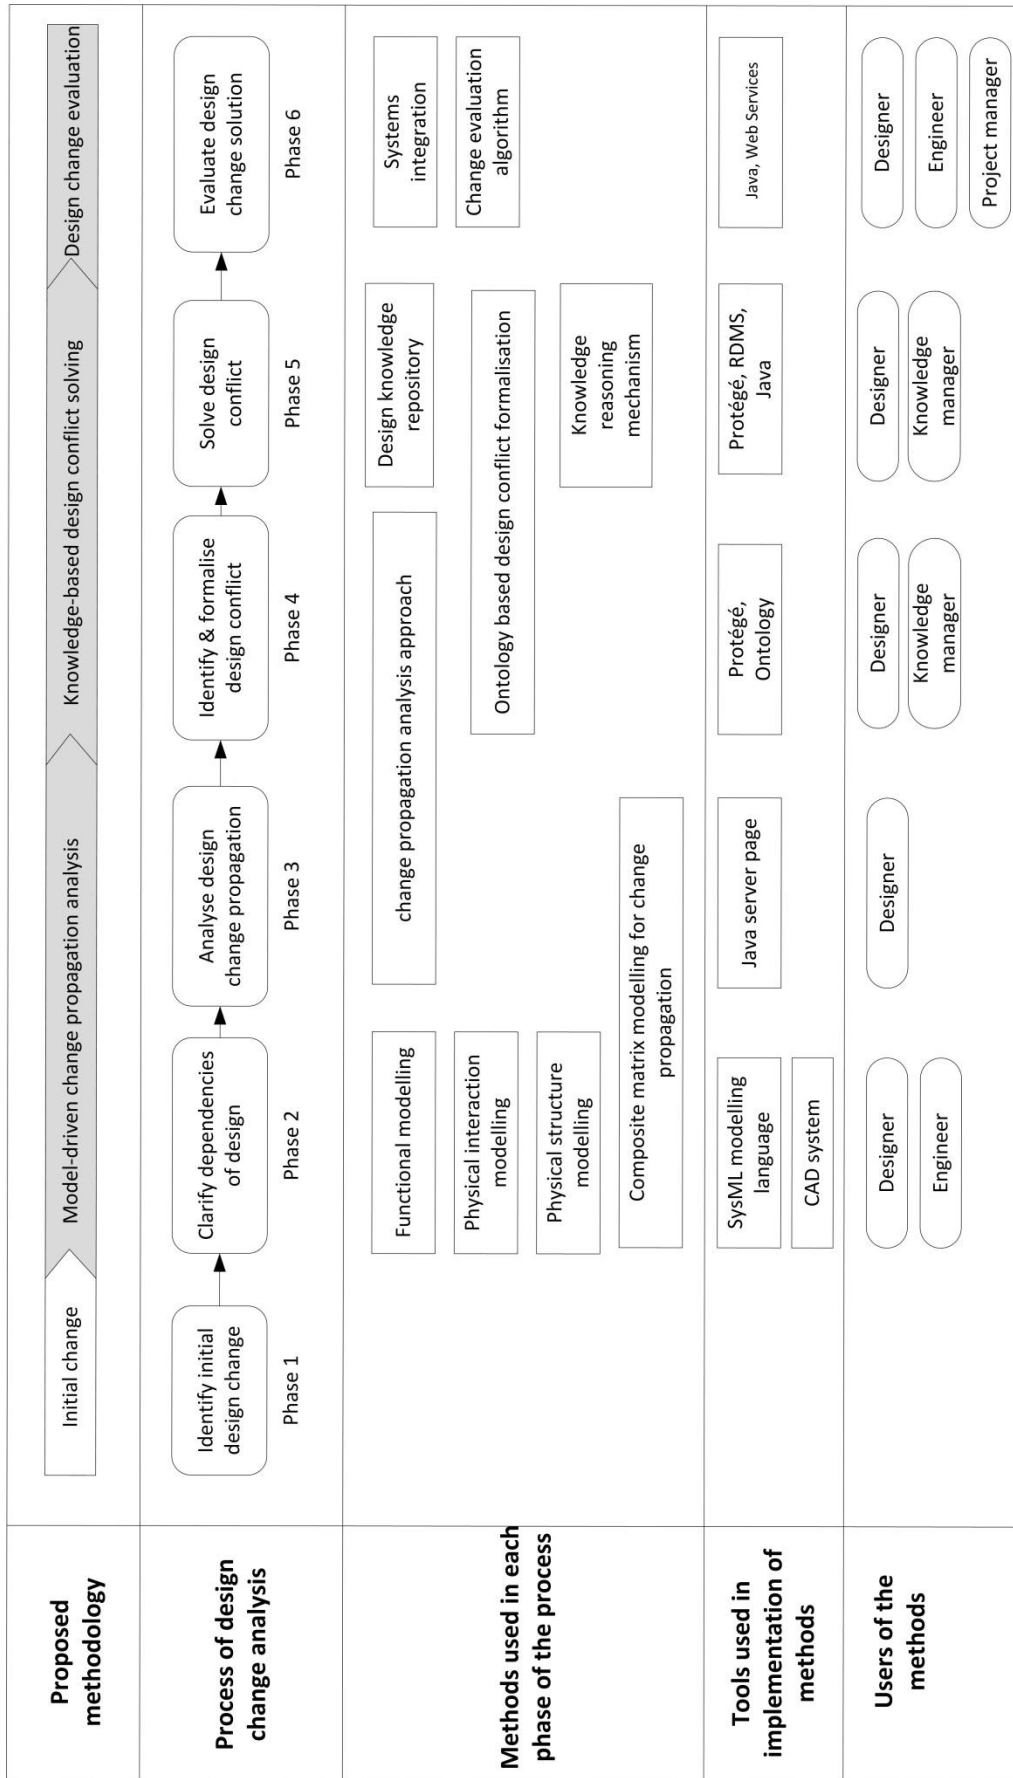 Proposed
methodology
Initial change
Model-driven change propagation analysis
Knowledge-based design conflict solving
Design change evaluation
Process of design
change analysis
Identify initial
design change
Phase 1
Clarify dependencies
of design
Phase 2
Analyse design
change propagation
Phase 3
Identify & formalise
design conflict
Phase 4
Solve design
conflict
Phase 5
Evaluate design
change solution
Phase 6
Methods used in each
phase of the process
Functional modelling
Physical interaction
modelling
Physical structure
modelling
Composite matrix modelling for change
propagation
change propagation analysis approach
Ontology based design conflict formalisation
Design knowledge
repository
Knowledge
reasoning
mechanism
Systems
integration
Change evaluation
algorithm
Tools used in
implementation of
methods
SysML modelling
language
CAD system
Java server page
Protégé,
Ontology
Protégé, RDMS,
Java
Java, Web Services
Users of the
methods
Designer
Engineer
Designer
Designer
Knowledge
manager
Designer
Knowledge
manager
Designer
Engineer
Project manager